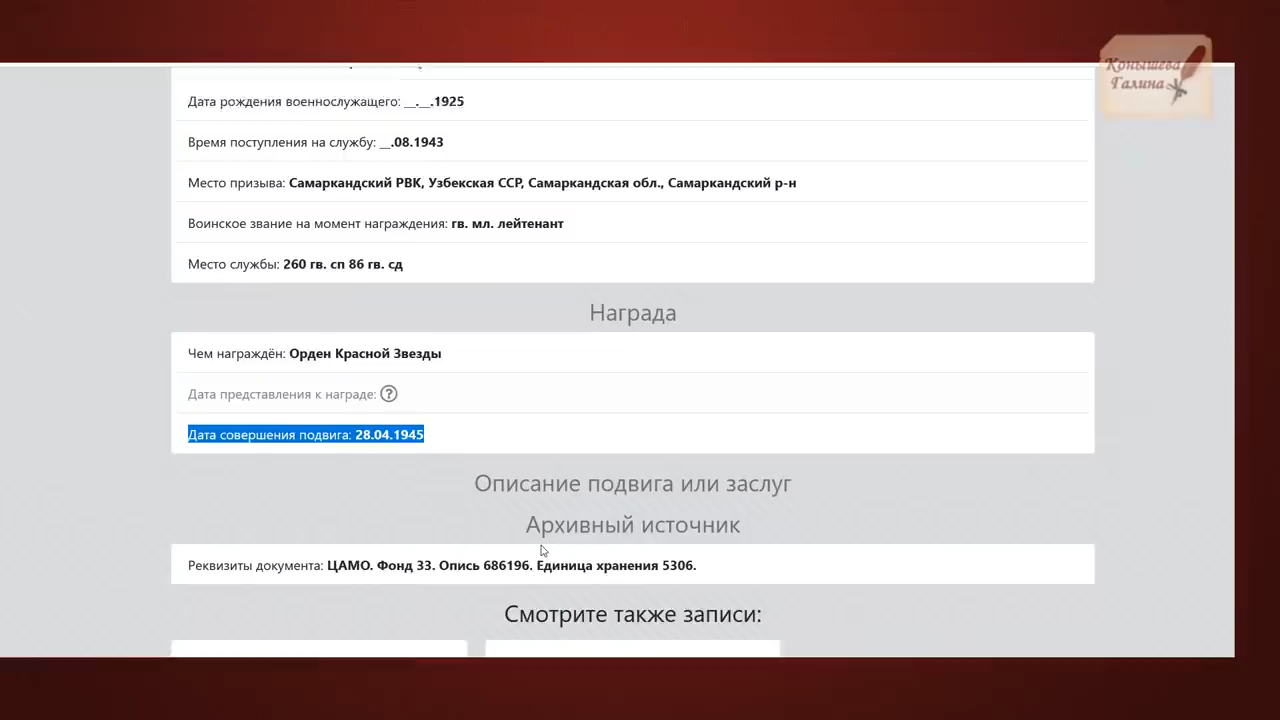 Конышева
Галина
Дата рождения военнослужащего: __.__.1925
Время поступления на службу: __.08.1943
Место призыва: Самаркандский РВК, Узбекская ССР, Самаркандская обл., Самаркандский р-н
Воинское звание на момент награждения: гв. мл. лейтенант
Место службы: 260 гв. сп 86 гв. сд
Награда
Чем награждён: Орден Красной Звезды
Дата представления к награде: ?
Дата совершения подвига: 28.04.1945
Описание подвига или заслуг
Архивный источник
Реквизиты документа: ЦАМО. Фонд 33. Опись 686196. Единица хранения 5306.
Смотрите также записи: